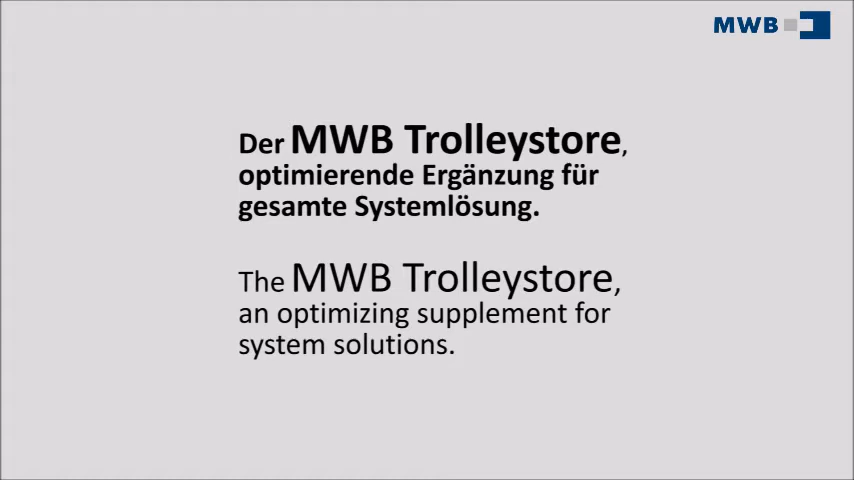 MWB
Der MWB Trolleystore,
optimierende Ergänzung für
gesamte Systemlösung.
The MWB Trolleystore,
an optimizing supplement for
system solutions.